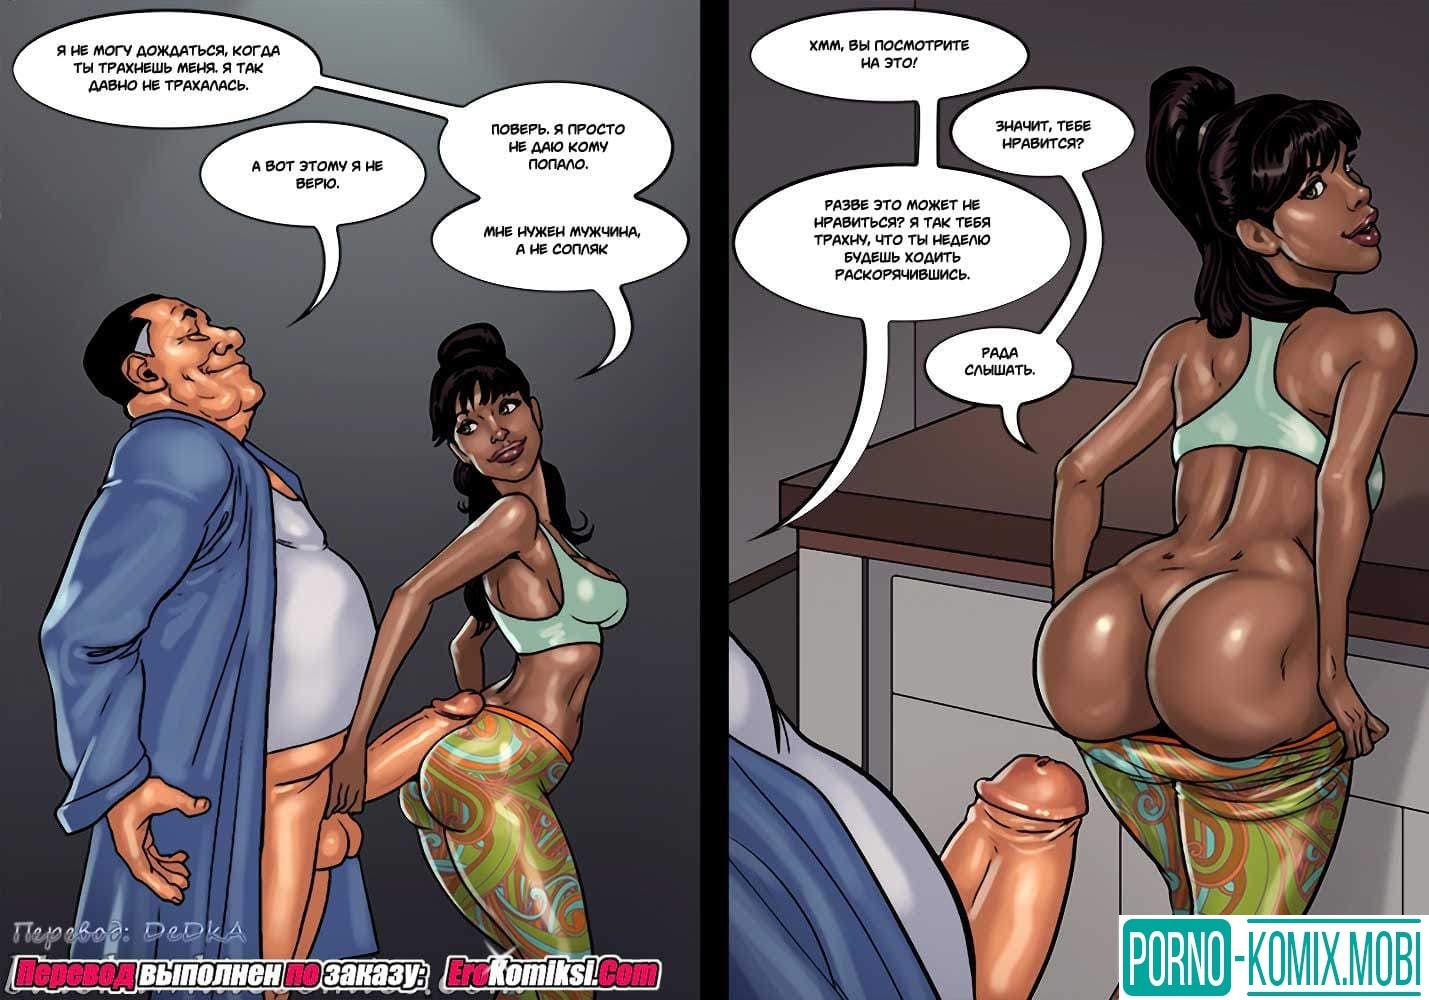 Я НЕ МОГУ ДОЖДАТЬСЯ, КОГДА
ТЫ ТРАХНЕШЬ МЕНЯ. Я ТАК
ДАВНО НЕ ТРАХАЛАСЬ.
А ВОТ ЭТОМУ Я НЕ
ВЕРЮ.
ПОВЕРЬ. Я ПРОСТО
НЕ ДАЮ КОМУ
ПОПАЛО.
МНЕ НУЖЕН МУЖЧИНА,
А НЕ СОПЛЯК
ХММ, ВЫ ПОСМОТРИТЕ
НА ЭТО!
ЗНАЧИТ, ТЕБЕ
НРАВИТСЯ?
РАЗВЕ ЭТО МОЖЕТ НЕ
НРАВИТЬСЯ? Я ТАК ТЕБЯ
ТРАХНУ, ЧТО ТЫ НЕДЕЛЮ
БУДЕШЬ ХОДИТЬ
РАСКОРЯЧИВШИСЬ.
РАДА
СЛЫШАТЬ.
Перевод: DeDkA
Перевод выполнен по заказу: EroKomiksI.Com
PORNO-KOMIX.MOBI